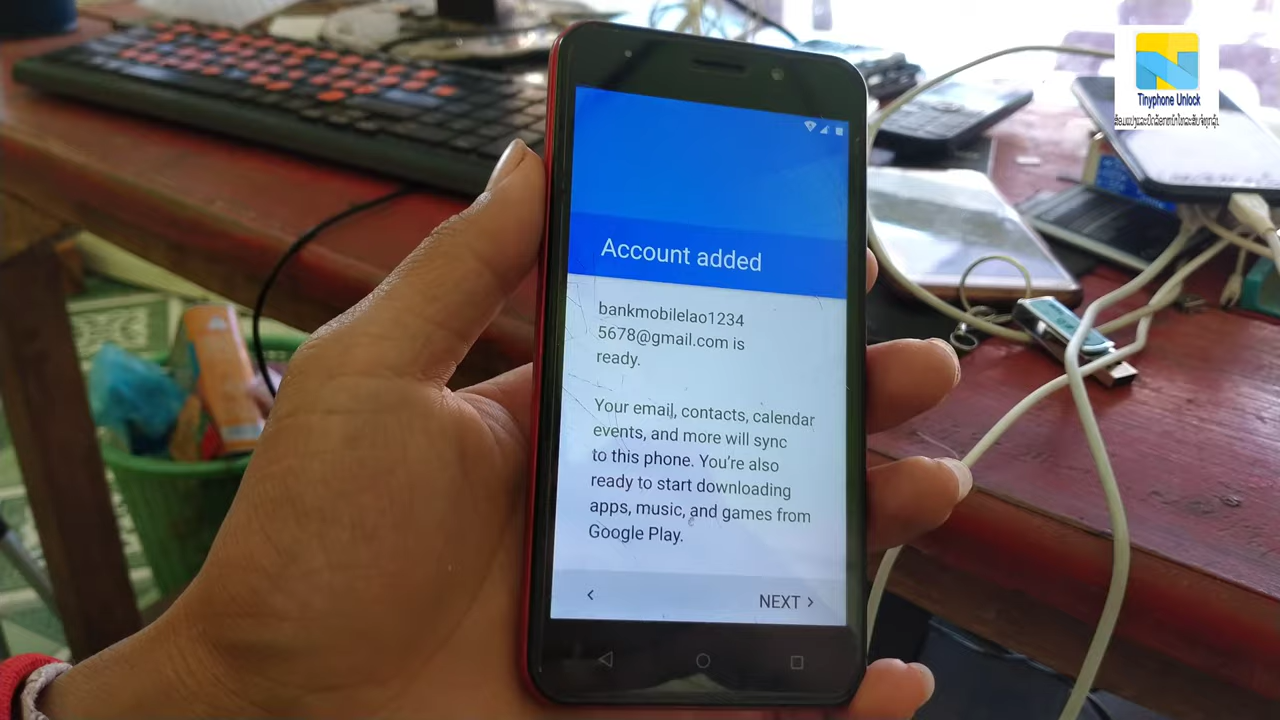 Tinyphone Unlock
Account added
bankmobilelao1234
5678@gmail.com is
ready.
Your email, contacts, calendar
events, and more will sync
to this phone. You're also
ready to start downloading
apps, music, and games from
Google Play.
NEXT